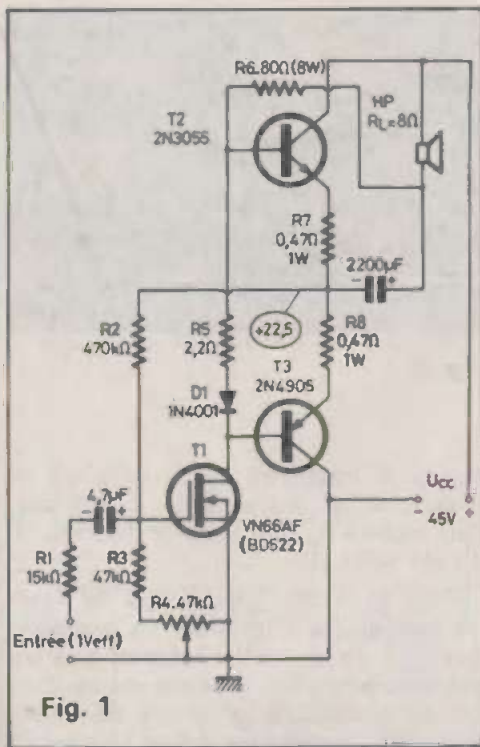 R6.80Ω(8W)
T2
2N3055
HP
RL=8Ω
R7
0,47Ω
1W
2200µF
- +
R2
470kΩ
R5
2,2Ω
+22,5
R8
0,47Ω
1W
D1
1N4001
T3
2N4905
T1
4,7µF
- +
Ucc
- +
45V
VN66AF
(BD522)
R1
15kΩ
R3
47kΩ
R4.47kΩ
Entrée (1Veff)
Fig. 1